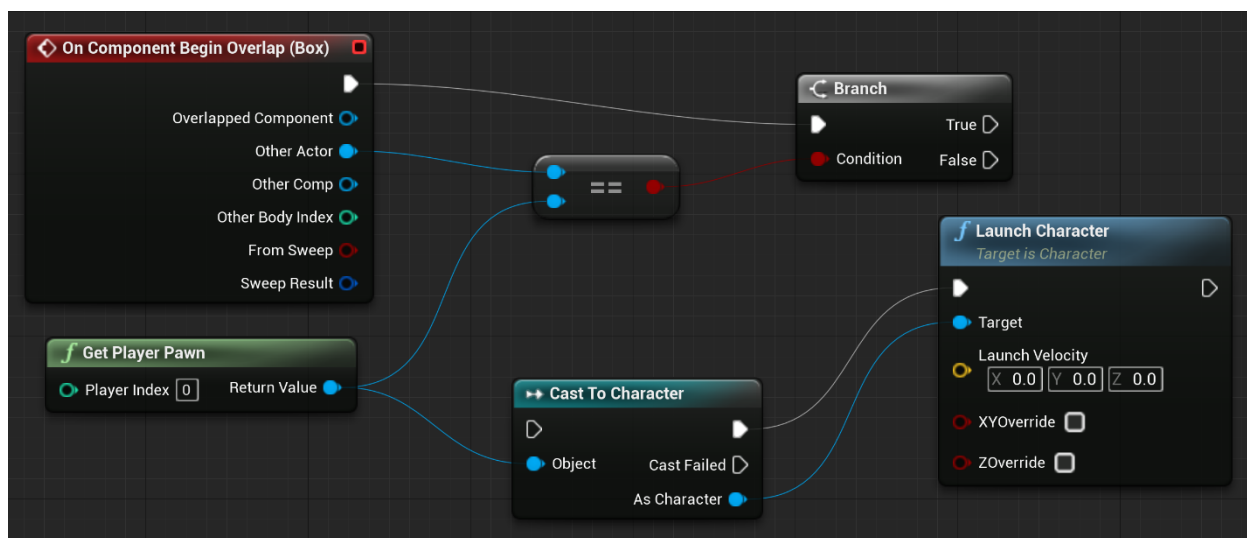 On Component Begin Overlap (Box)
Overlapped Component
Other Actor
Other Comp
Other Body Index
From Sweep
Sweep Result
Get Player Pawn
Player Index 0 Return Value
==
Branch
True
Condition False
Cast To Character
Object Cast Failed
As Character
f Launch Character
Target is Character
Target
Launch Velocity
X 0.0 Y 0.0 Z 0.0
XYOverride
ZOverride